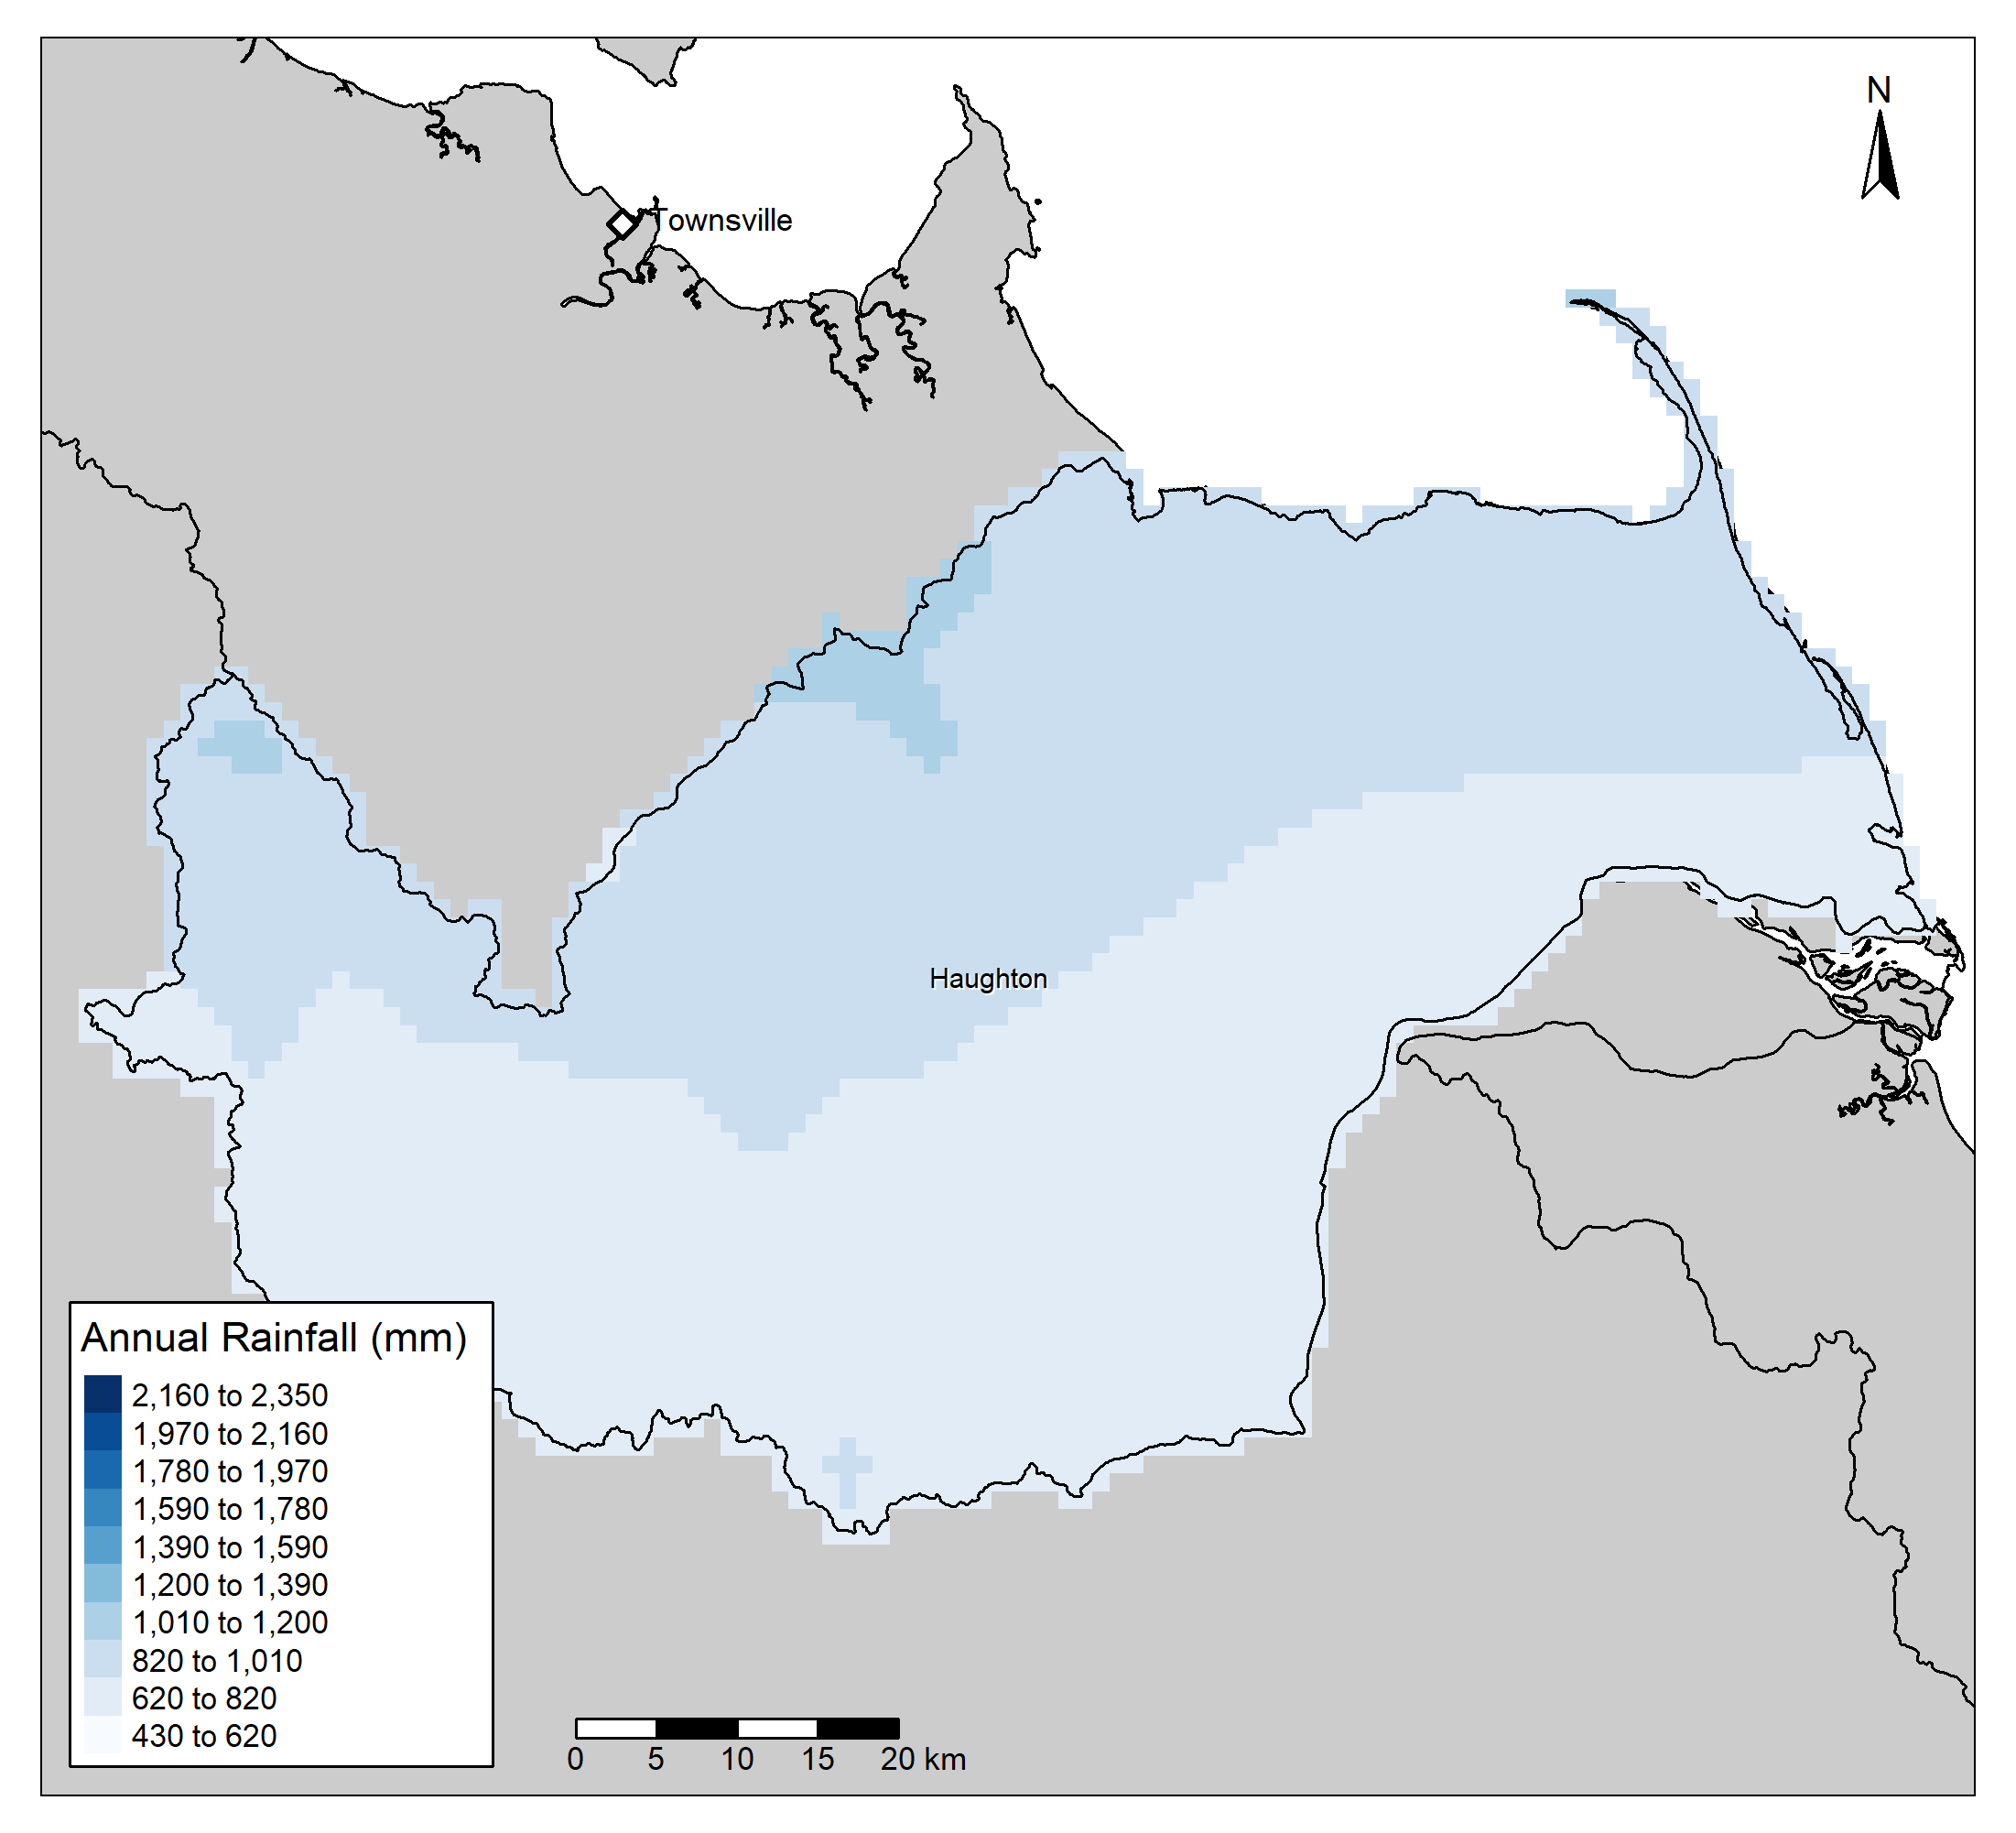 N
Townsville
Haughton
Annual Rainfall (mm)
2,160 to 2,350
1,970 to 2,160
1,780 to 1,970
1,590 to 1,780
1,390 to 1,590
1,200 to 1,390
1,010 to 1,200
820 to 1,010
620 to 820
430 to 620
0 5 10 15 20 km